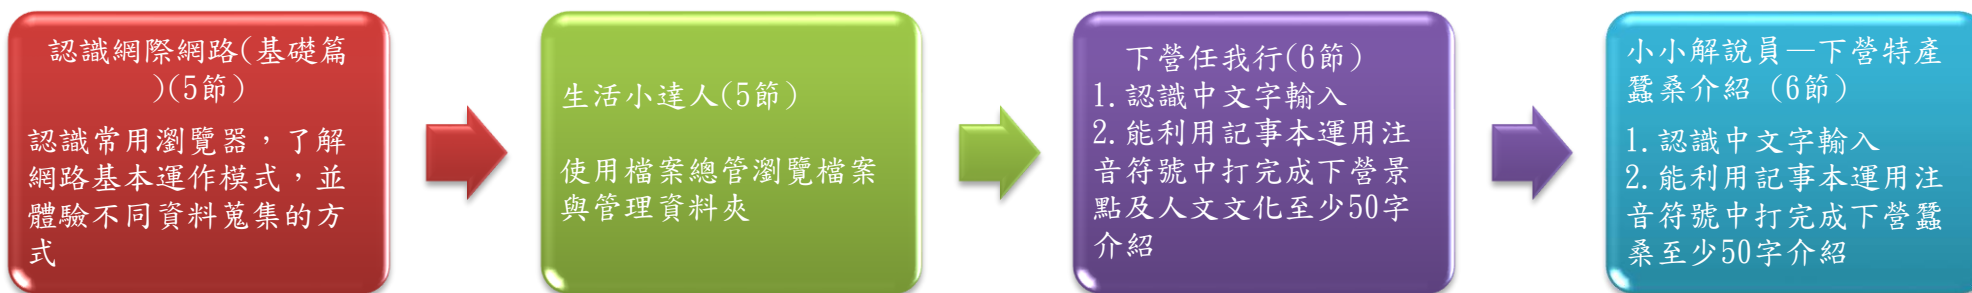 認識網際網路(基礎篇
)(5節)
認識常用瀏覽器，了解
網路基本運作模式，並
體驗不同資料蒐集的方
式
生活小達人(5節)
使用檔案總管瀏覽檔案
與管理資料夾
下營任我行(6節)
1.認識中文字輸入
2.能利用記事本運用注
音符號中打完成下營景
點及人文文化至少50字
介紹
小小解說員—下營特產
蠶桑介紹 (6節)
1.認識中文字輸入
2.能利用記事本運用注
音符號中打完成下營蠶
桑至少50字介紹